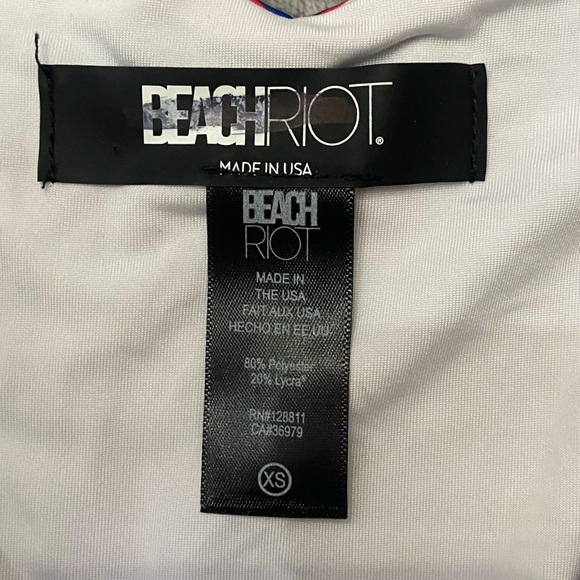 BEACHRIOT®
MADE IN USA
BEACH
RIOT
MADE IN
THE USA
FAIT AUX USA
HECHO EN EE.UU.
80% Polyester
20% Lycra®
RN#128811
CA#36979
XS